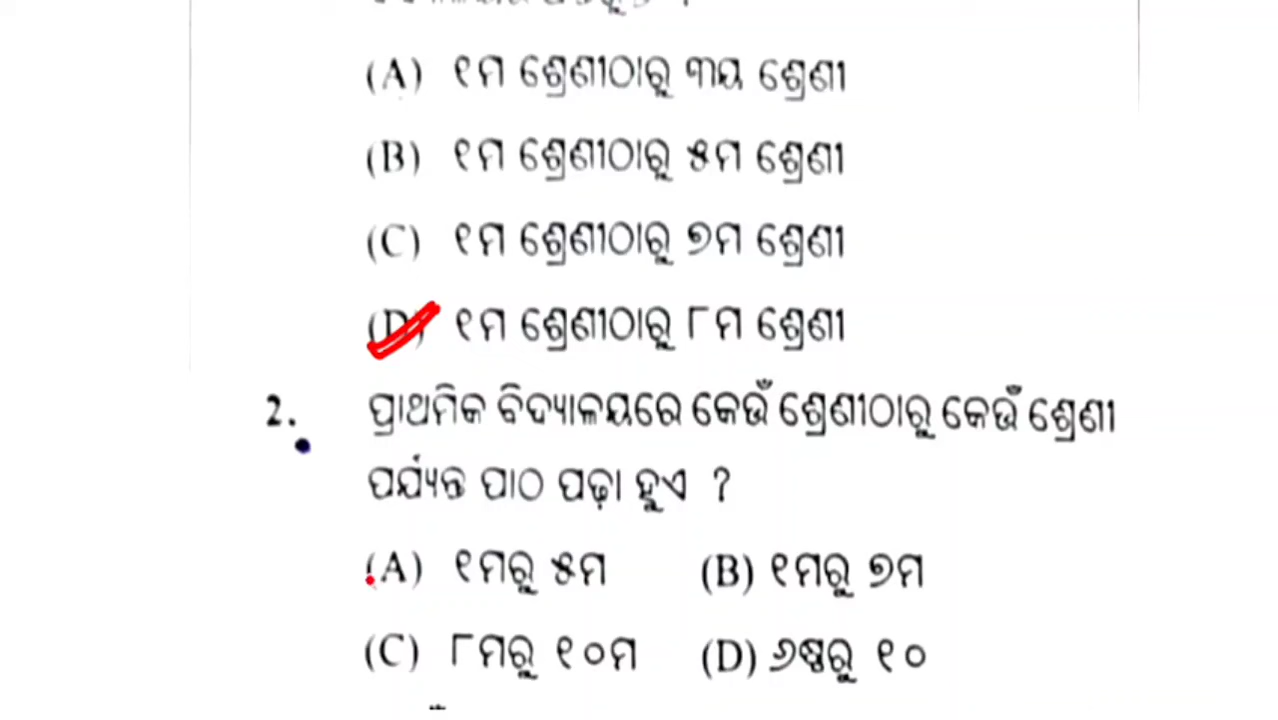 (A) ୧ମ ଶ୍ରେଣୀଠାରୁ ୩ୟ ଶ୍ରେଣୀ
(B) ୧ମ ଶ୍ରେଣୀଠାରୁ ୫ମ ଶ୍ରେଣୀ
(C) ୧ମ ଶ୍ରେଣୀଠାରୁ ୭ମ ଶ୍ରେଣୀ
(D) ୧ମ ଶ୍ରେଣୀଠାରୁ ୮ମ ଶ୍ରେଣୀ
2. ପ୍ରାଥମିକ ବିଦ୍ୟାଳୟରେ କେଉଁ ଶ୍ରେଣୀଠାରୁ କେଉଁ ଶ୍ରେଣୀ
ପର୍ଯ୍ୟନ୍ତ ପାଠ ପଢ଼ା ହୁଏ ?
(A) ୧ମରୁ ୫ମ (B) ୧ମରୁ ୭ମ
(C) ୮ମରୁ ୧୦ମ (D) ୬ଷ୍ଠରୁ ୧୦